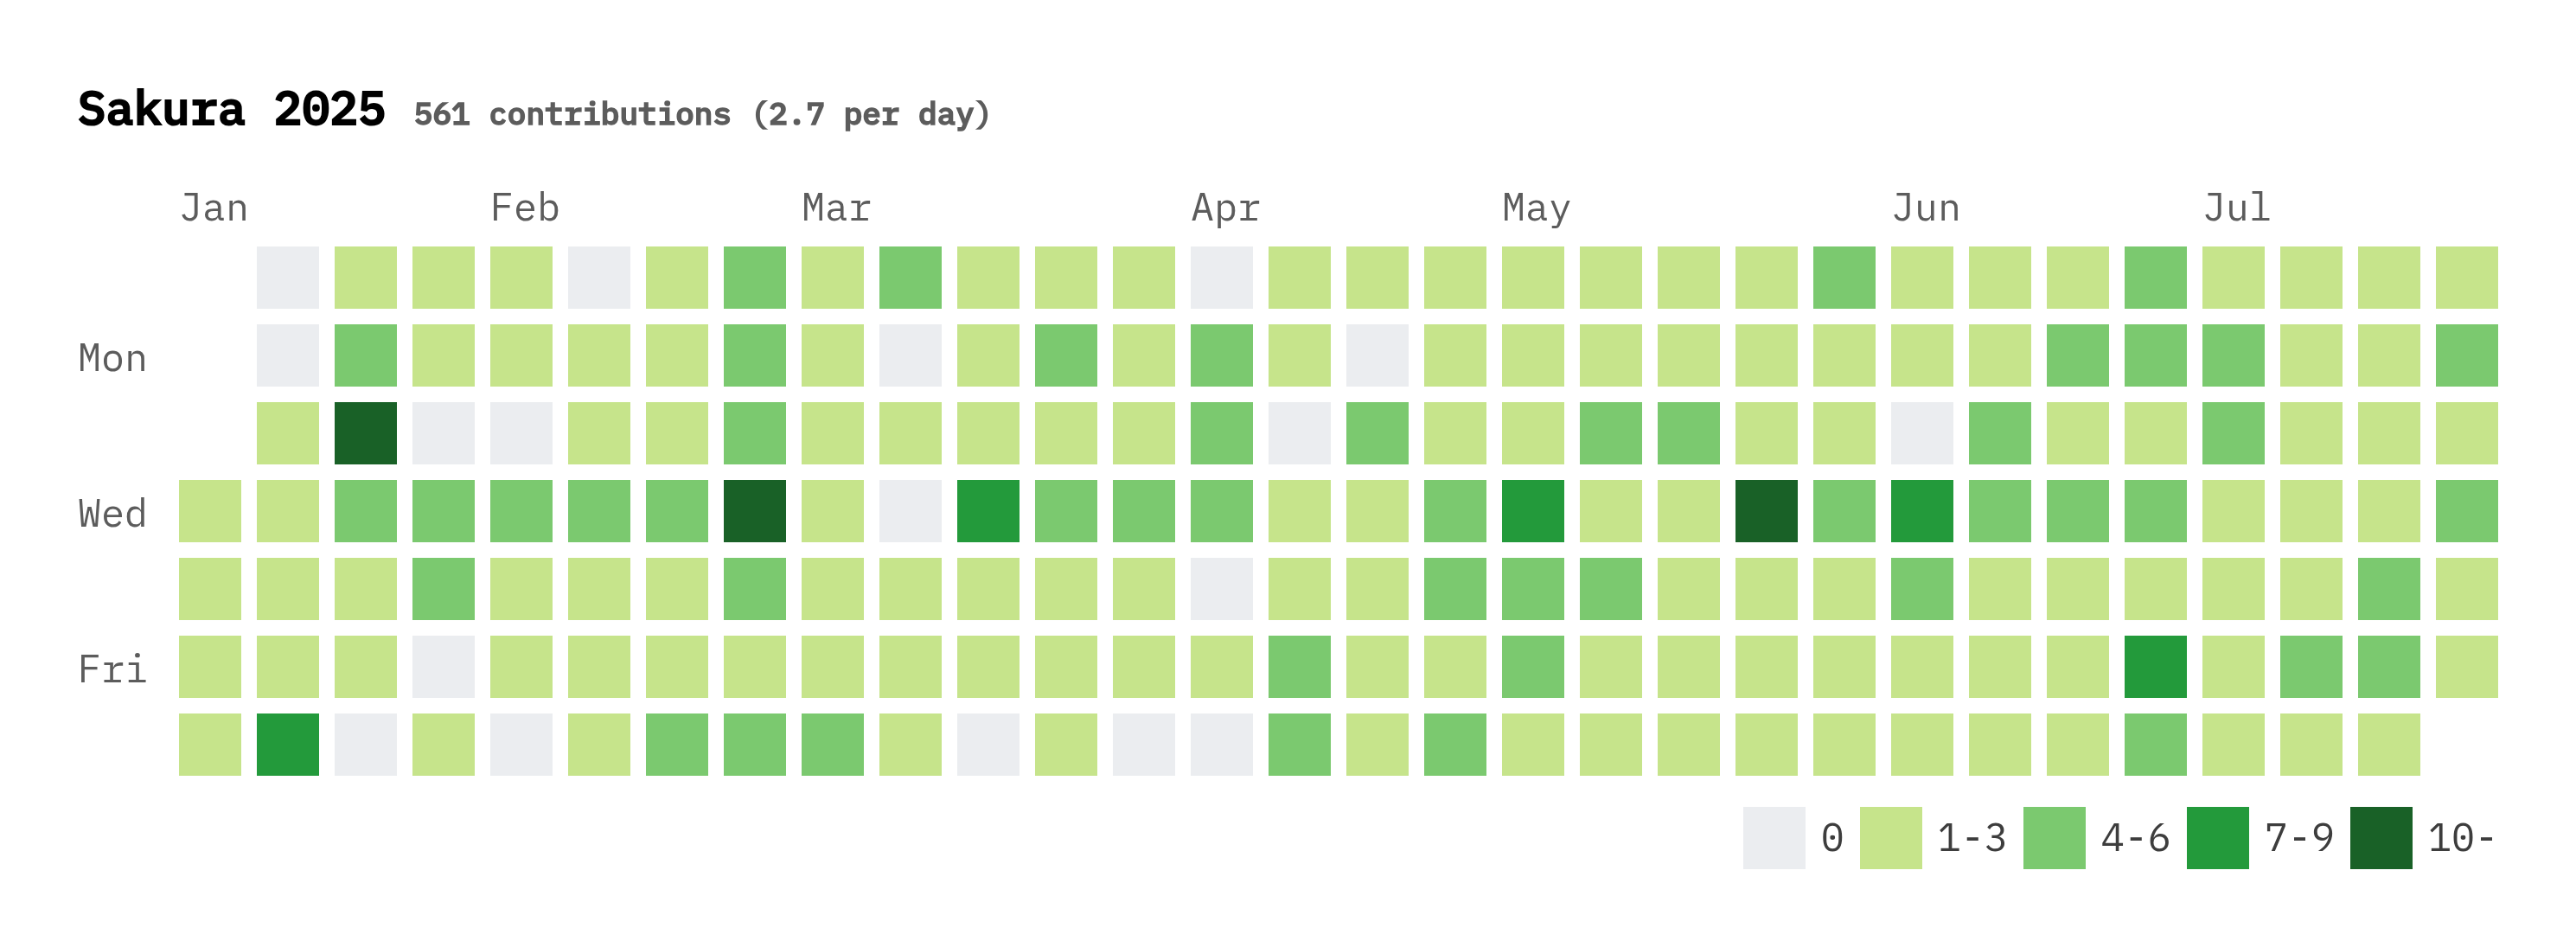 Sakura 2025 561 contributions (2.7 per day)
Jan Feb Mar Apr May Jun Jul
Mon
Wed
Fri
0 1-3 4-6 7-9 10-